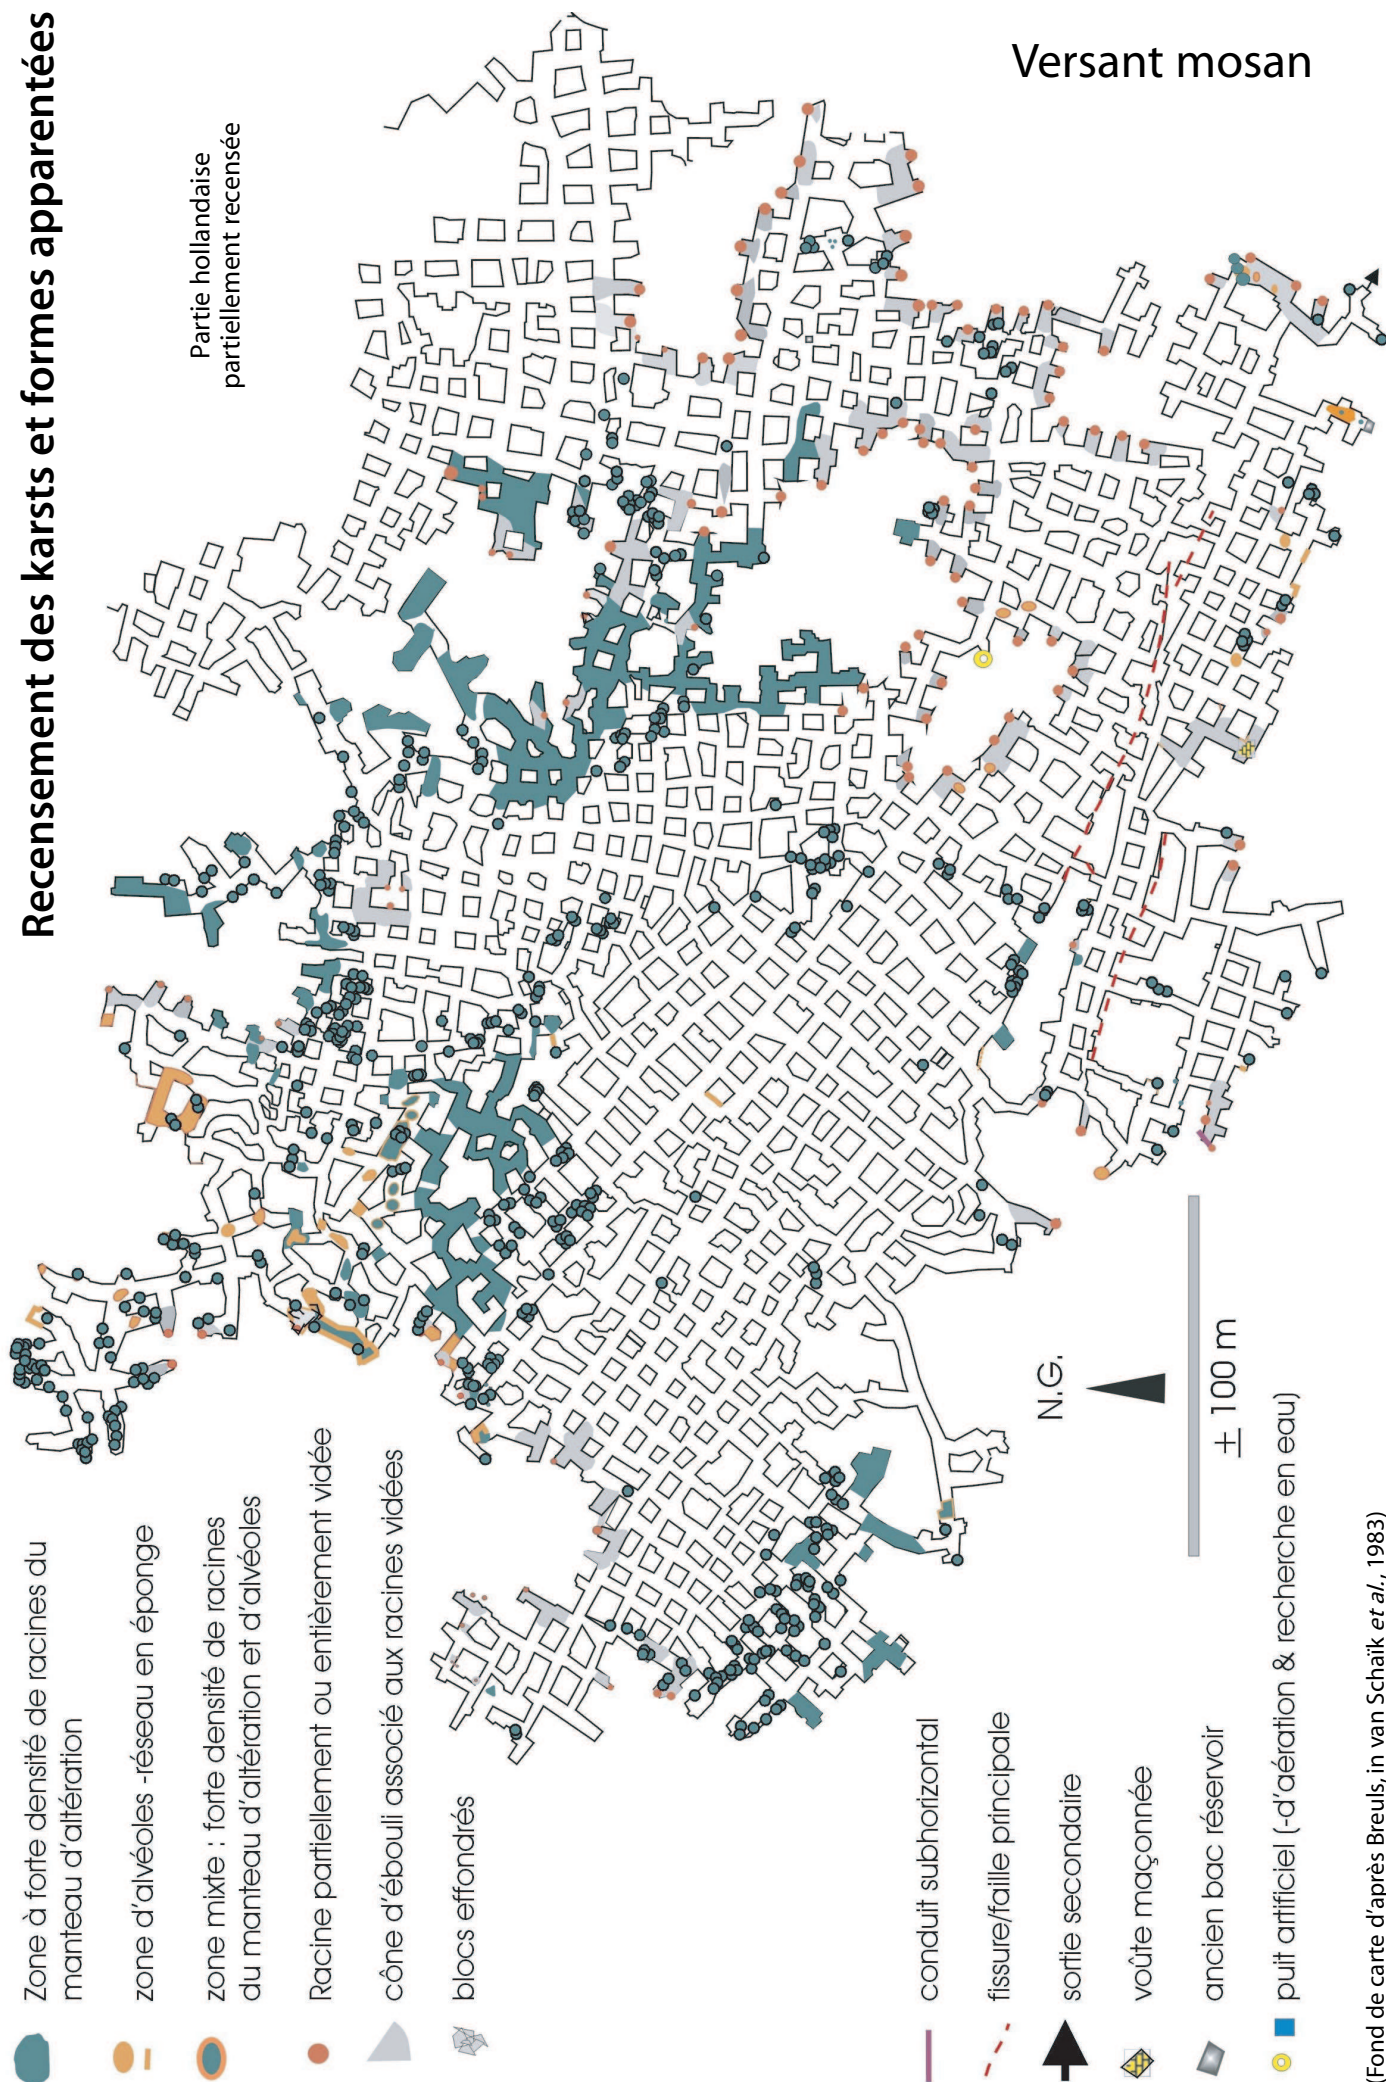 Recensement des karsts et formes apparentées
Partie hollandaise
partiellement recensée
Versant mosan
Zone à forte densité de racines du
manteau d'altération
zone d'alvéoles -réseau en éponge
zone mixte : forte densité de racines
du manteau d'altération et d'alvéoles
Racine partiellement ou entièrement vidée
cône d'ébouli associé aux racines vidées
blocs effondrés
N.G.
± 100 m
conduit subhorizontal
fissure/faille principale
sortie secondaire
voûte maçonnée
ancien bac réservoir
puit artificiel (-d'aération & recherche en eau)
(Fond de carte d'après Breuls, in van Schaik et al., 1983)